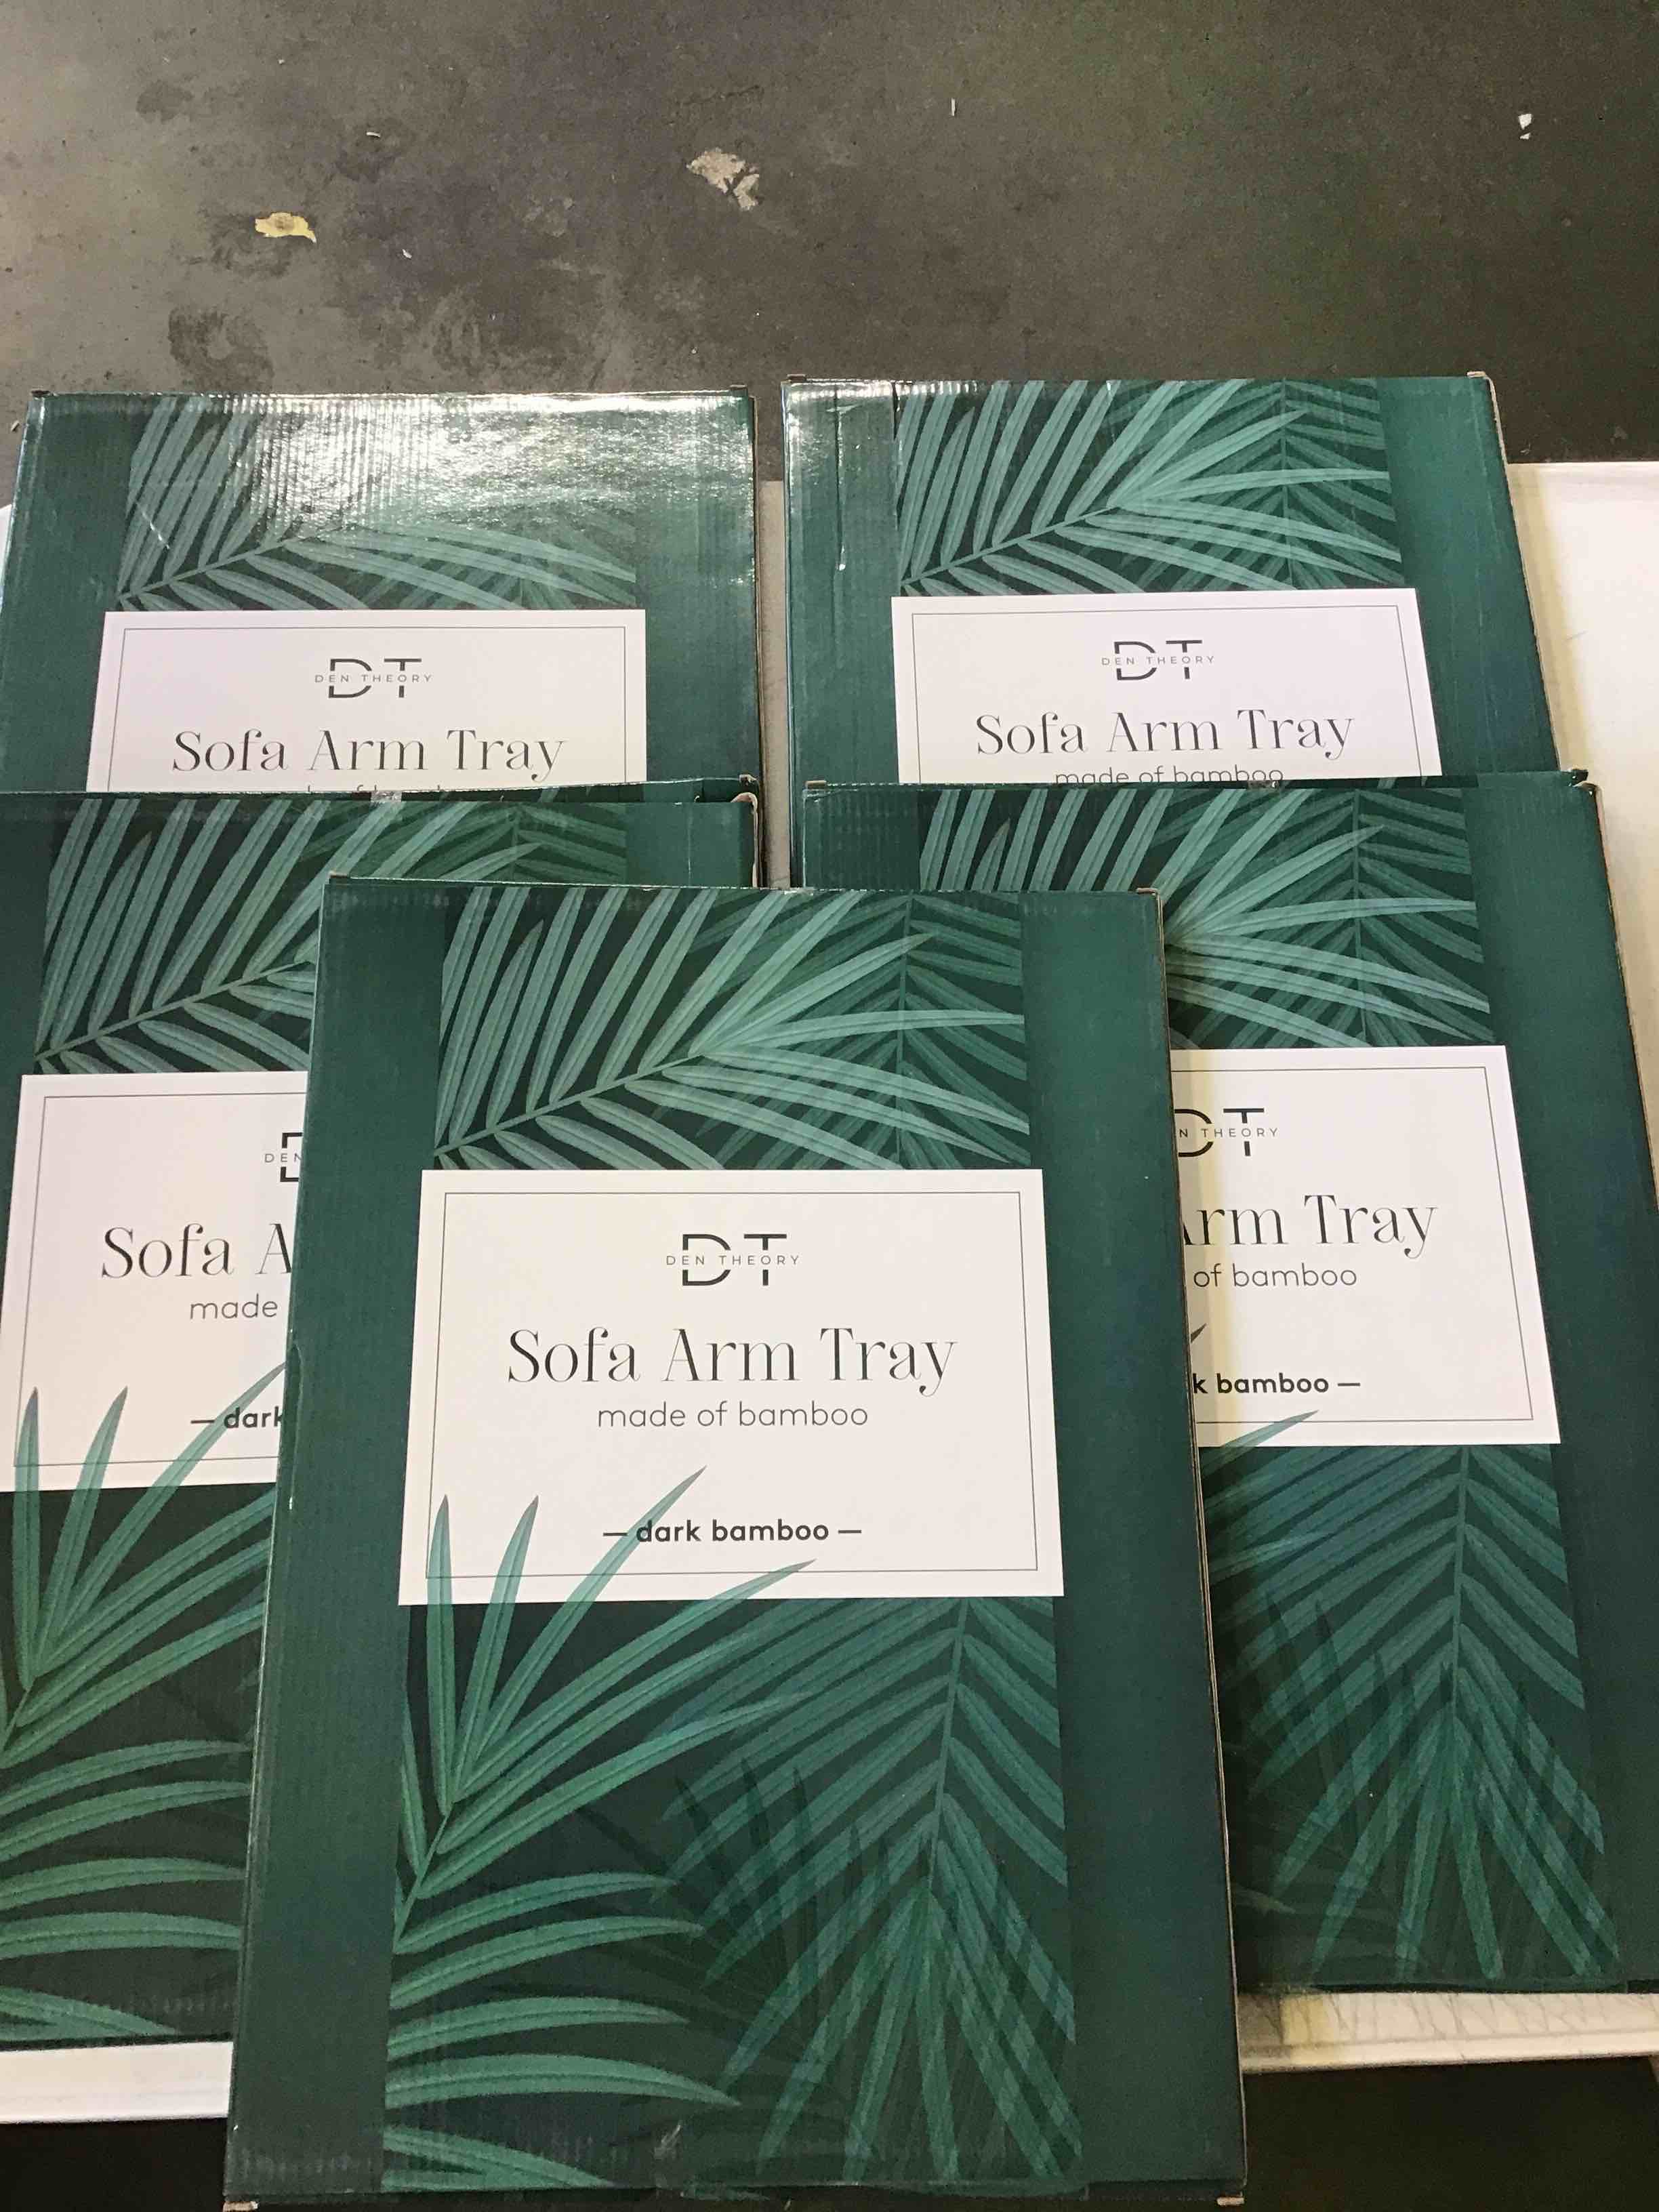 DT
DEN THEORY
Sofa Arm Tray
DT
DEN THEORY
Sofa Arm Tray
made of bamboo
DEN
Sofa A
made
— dark
DT
DEN THEORY
Sofa Arm Tray
made of bamboo
— dark bamboo —
DT
N THEORY
Arm Tray
of bamboo
k bamboo —